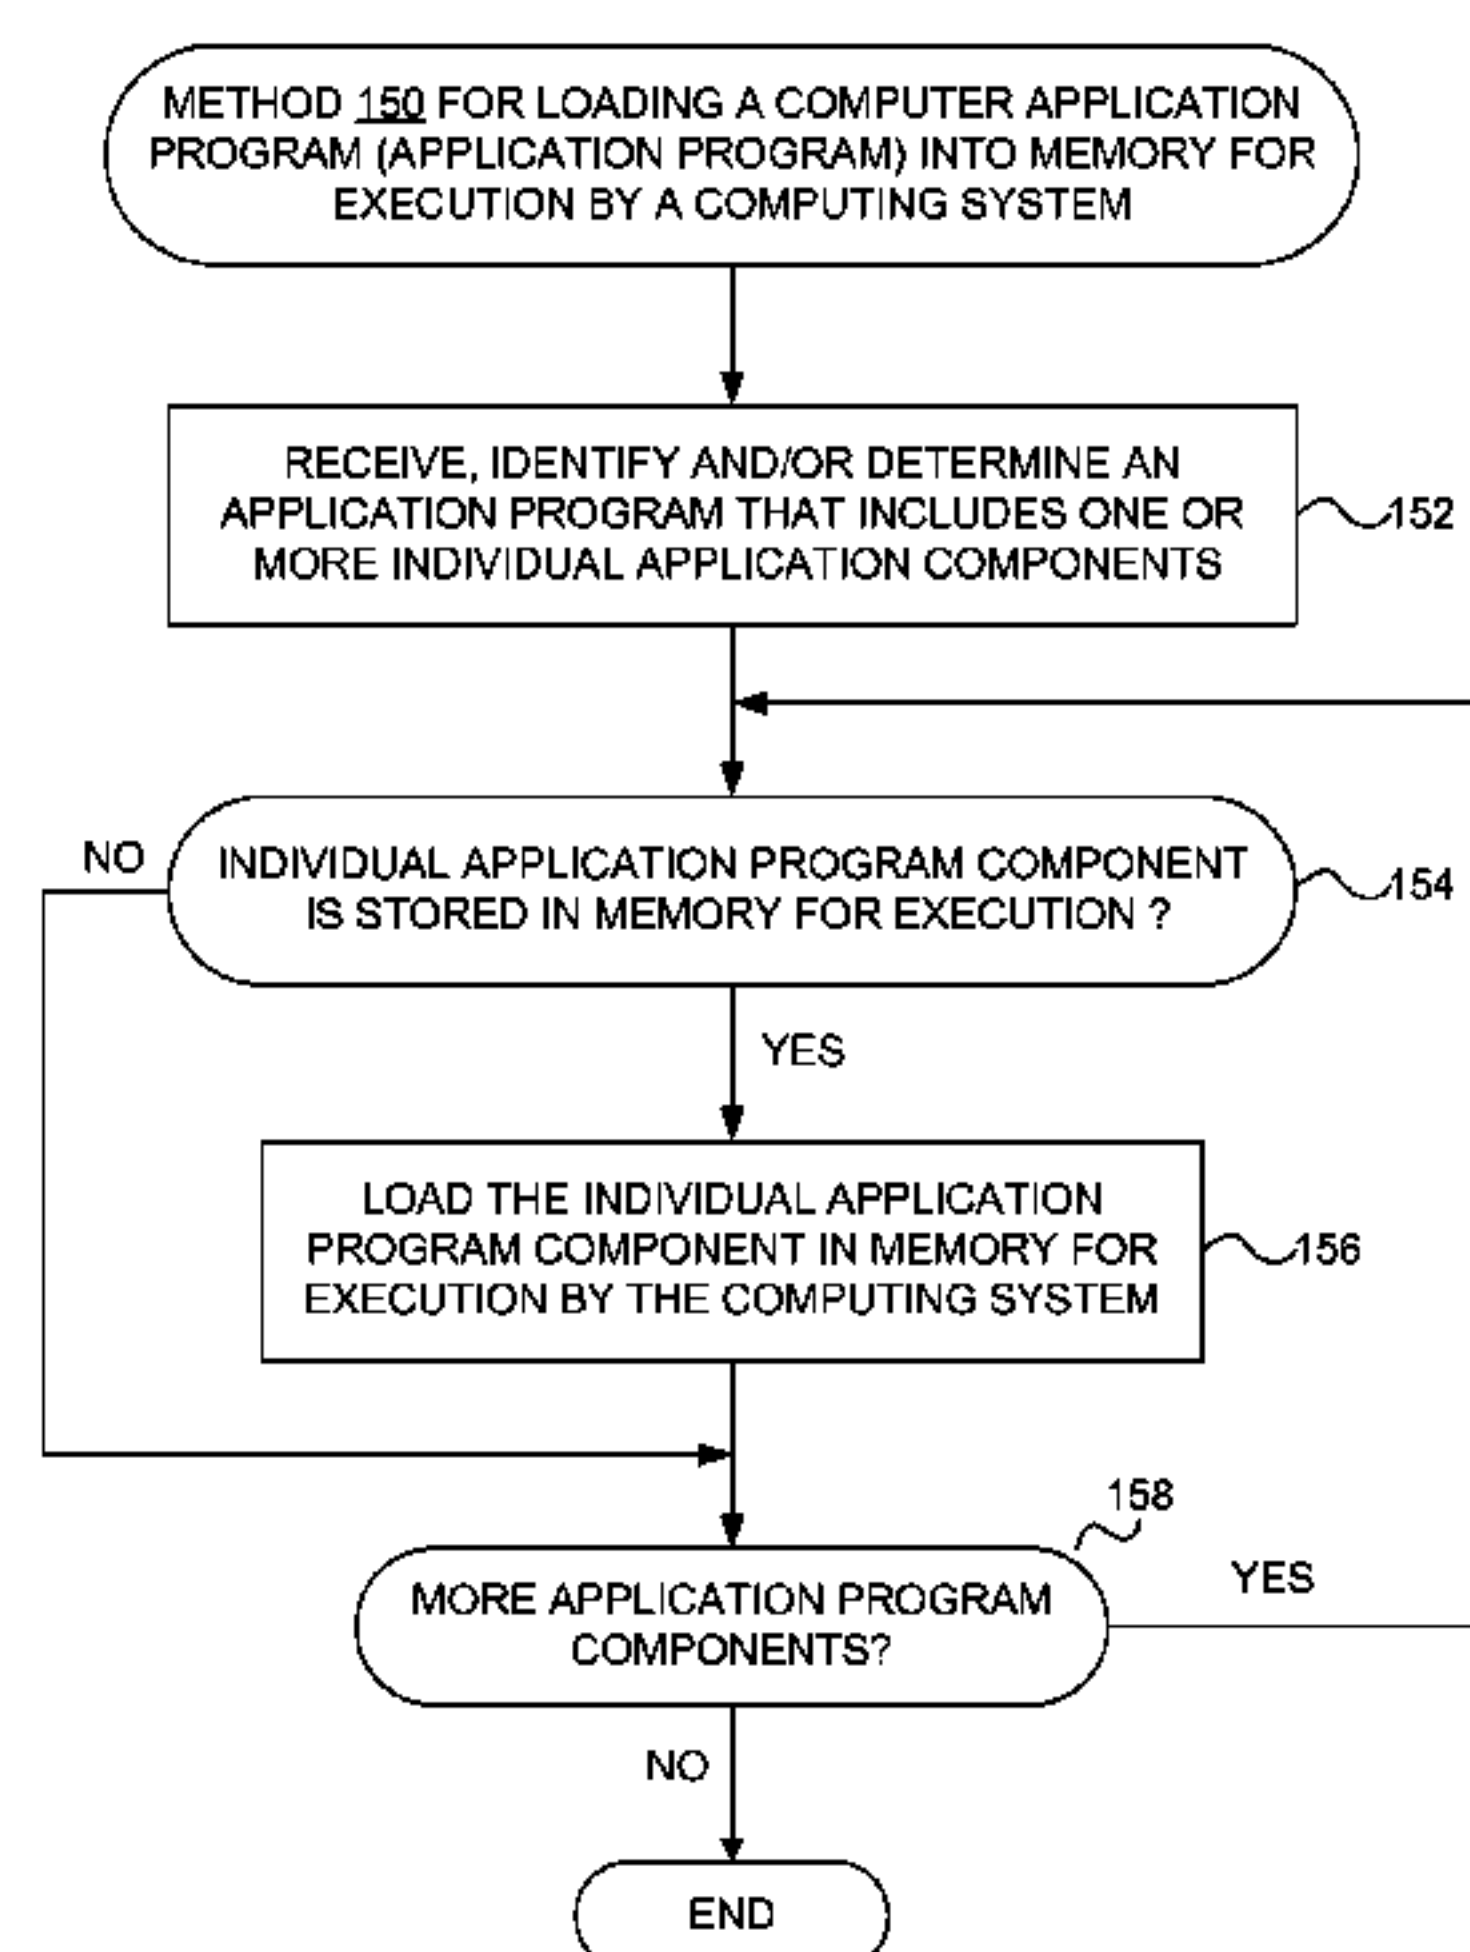 METHOD 150 FOR LOADING A COMPUTER APPLICATION
PROGRAM (APPLICATION PROGRAM) INTO MEMORY FOR
EXECUTION BY A COMPUTING SYSTEM
RECEIVE, IDENTIFY AND/OR DETERMINE AN
APPLICATION PROGRAM THAT INCLUDES ONE OR
MORE INDIVIDUAL APPLICATION COMPONENTS
152
NO
INDIVIDUAL APPLICATION PROGRAM COMPONENT
IS STORED IN MEMORY FOR EXECUTION ?
154
YES
LOAD THE INDIVIDUAL APPLICATION
PROGRAM COMPONENT IN MEMORY FOR
EXECUTION BY THE COMPUTING SYSTEM
156
158
MORE APPLICATION PROGRAM
COMPONENTS?
YES
NO
END